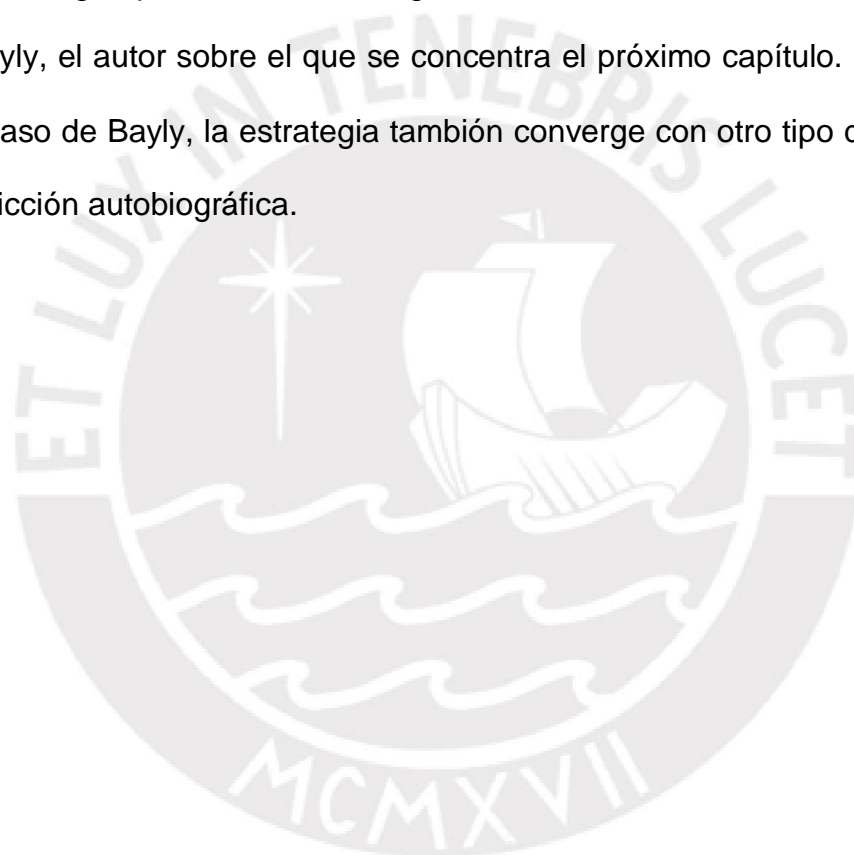 yly, el autor sobre el que se concentra el próximo capítulo.
aso de Bayly, la estrategia también converge con otro tipo
icción autobiográfica.
ET LUX IN TENEBRIS LUCET
MCMXVII